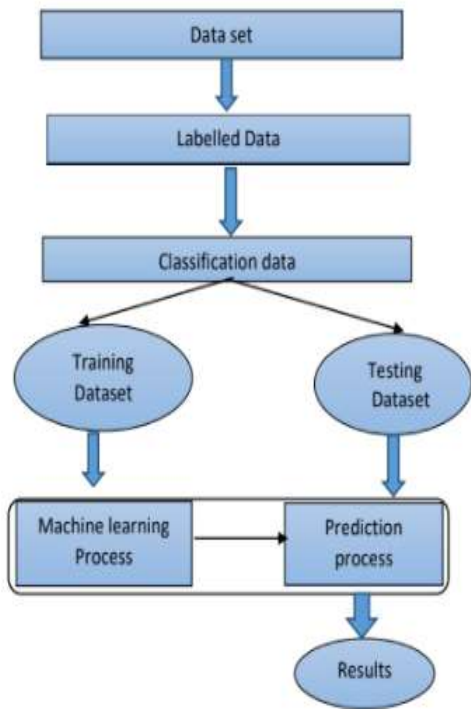 Data set
Labelled Data
Classification data
Training
Dataset
Testing
Dataset
Machine learning
Process
Prediction
process
Results